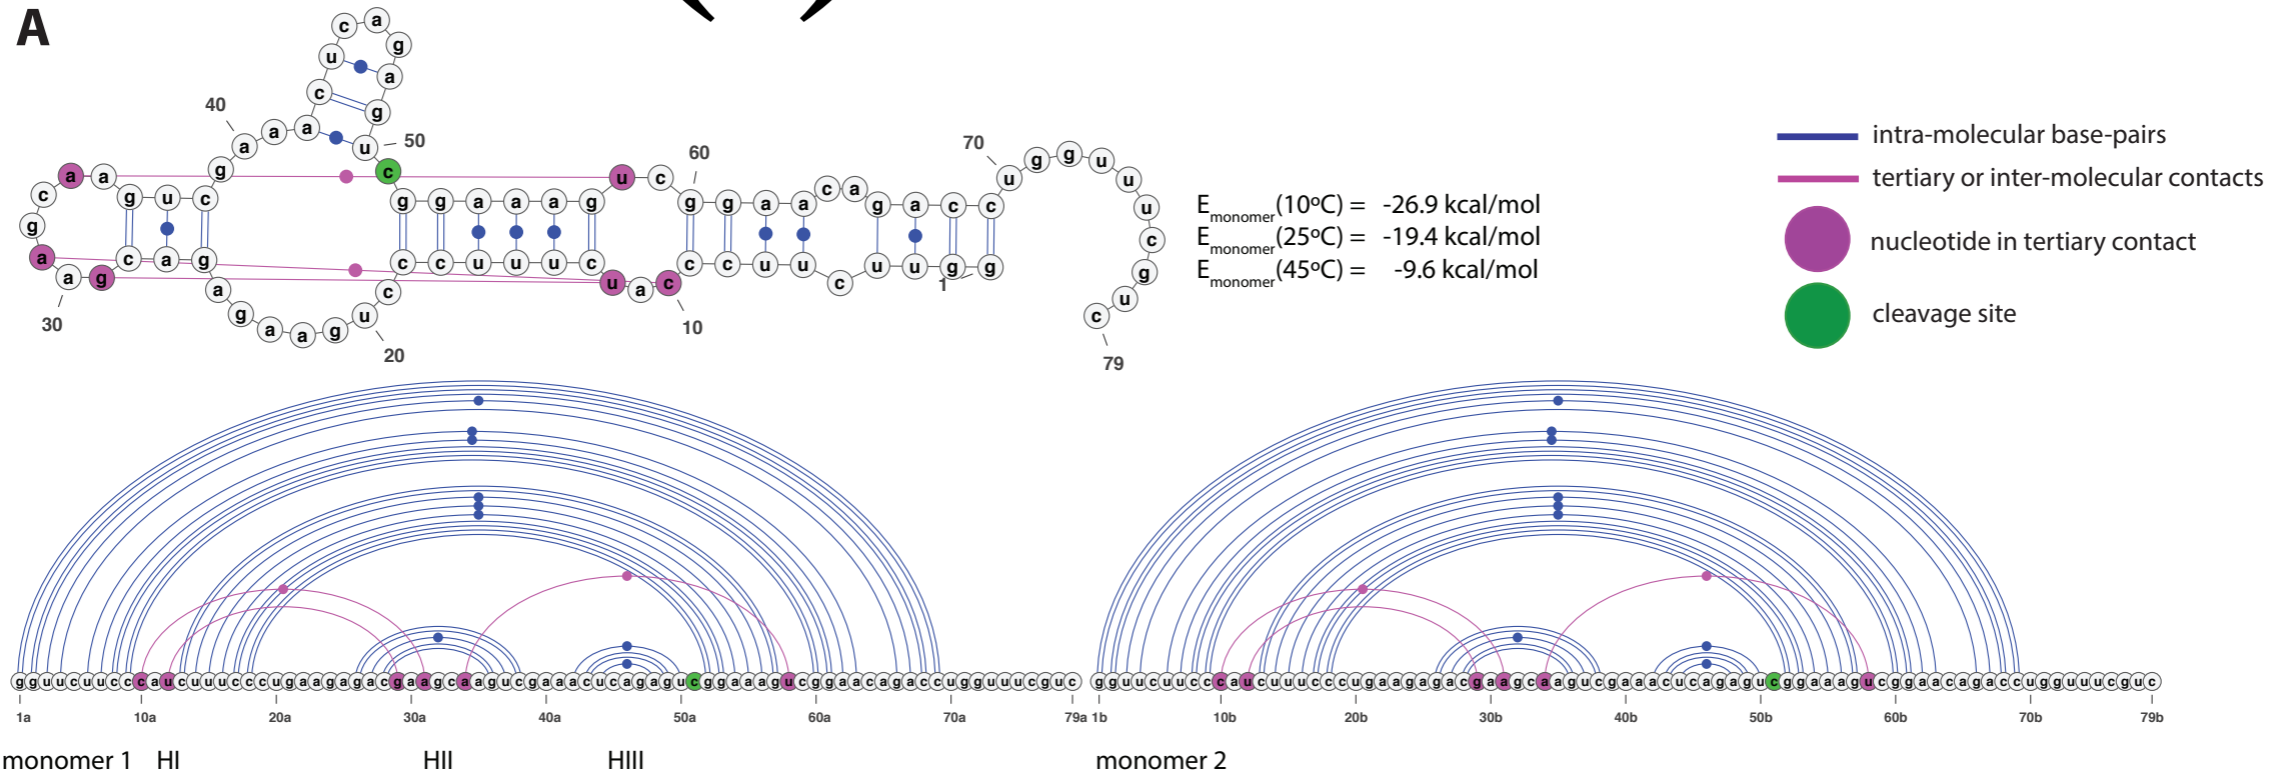 A
c a
u g
a
40 c
g
a a a u 50
c
a a g u c g
c
g
a a g c a g
30
a g a a g u c
20
g g a a a g u c g g a a c a g a c c
60
c c u u u c u a c c c u u c u u g g
10
1
70
u g g u u u c g u c
79
E monomer (10ºC) = -26.9 kcal/mol
E monomer (25ºC) = -19.4 kcal/mol
E monomer (45ºC) = -9.6 kcal/mol
intra-molecular base-pairs
tertiary or inter-molecular contacts
nucleotide in tertiary contact
cleavage site
g g u u c u u c c c a u c u u u c c c u g a a g a g a c g a a g c a a g u c g a a a c u c a g a g u c g g a a a g u c g g a a c a g a c c u g g u u u c g u c
1a 10a 20a 30a 40a 50a 60a 70a 79a
monomer 1 HI HII HIII
g g u u c u u c c c a u c u u u c c c u g a a g a g a c g a a g c a a g u c g a a a c u c a g a g u c g g a a a g u c g g a a c a g a c c u g g u u u c g u c
1b 10b 20b 30b 40b 50b 60b 70b 79b
monomer 2